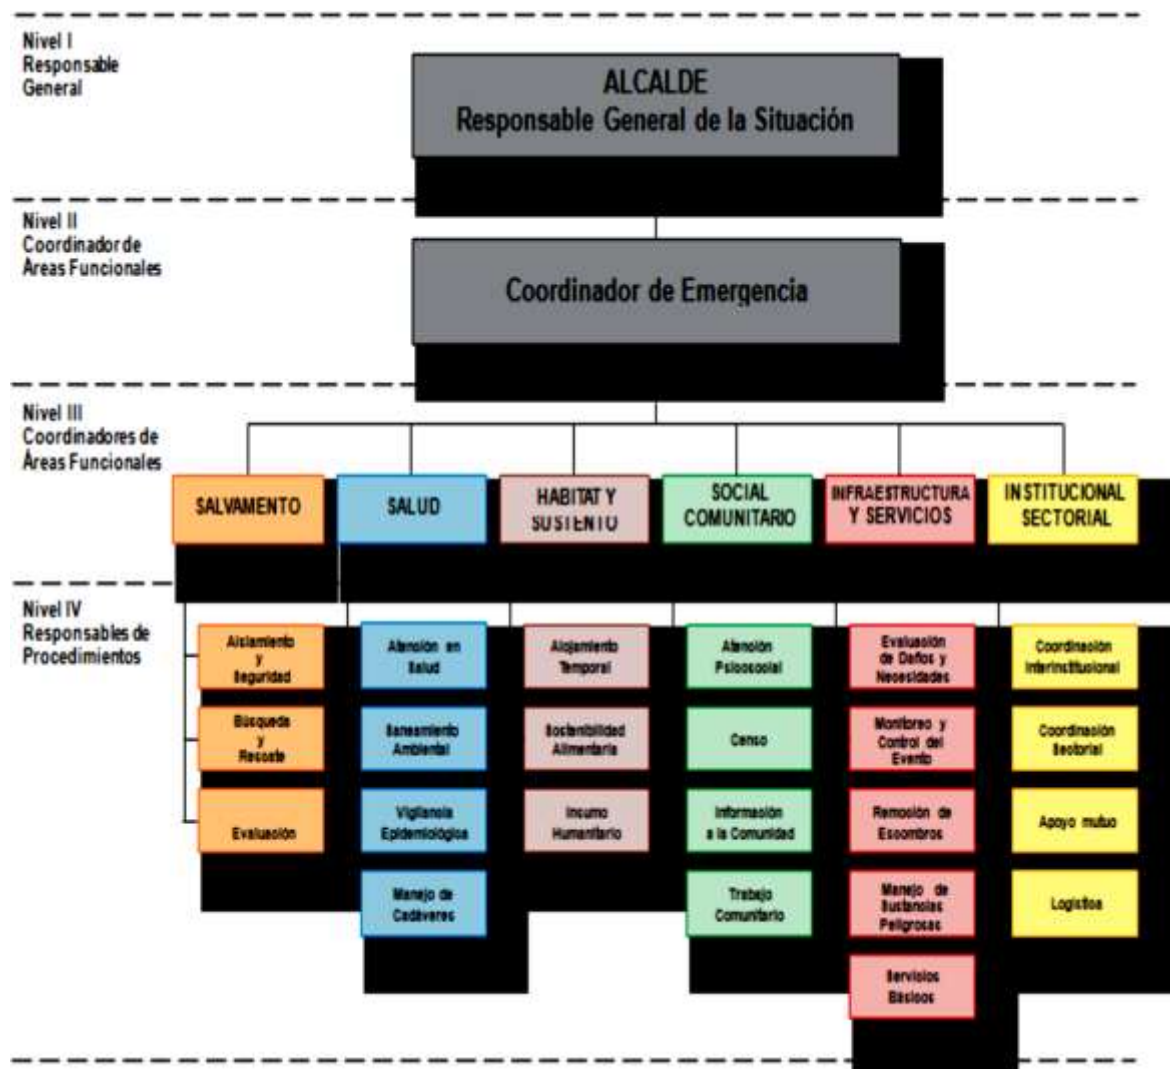 Nivel I
Responsable
General
ALCALDE
Responsable General de la Situación
Nivel II
Coordinador de
Áreas Funcionales
Coordinador de Emergencia
Nivel III
Coordinadores de
Áreas Funcionales
SALVAMENTO
SALUD
HABITAT Y
SUSTENTO
SOCIAL
COMUNITARIO
INFRAESTRUCTURA
Y SERVICIOS
INSTITUCIONAL
SECTORIAL
Nivel IV
Responsables de
Procedimientos
Aislamiento
y
Seguridad
Búsqueda
y
Rescate
Evaluación
Atención en
Salud
Saneamiento
Ambiental
Vigilancia
Epidemiológica
Manejo de
Cadáveres
Alojamiento
Temporal
Sostenibilidad
Alimentaria
Insumo
Humanitario
Atención
Psicosocial
Censo
Información
a la Comunidad
Trabajo
Comunitario
Evaluación
de Daños y
Necesidades
Monitoreo y
Control del
Evento
Remoción de
Escombros
Manejo de
Sustancias
Peligrosas
Servicios
Básicos
Coordinación
Interinstitucional
Coordinación
Sectorial
Apoyo mutuo
Logística